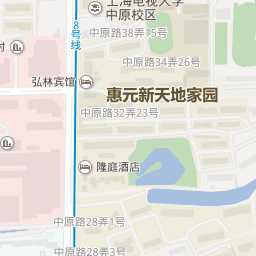 上海电视大学
中原校区
中原路38弄15号
8号线
村
中原路34弄26号
弘林宾馆
惠元新天地家园
中原路32弄23号
隆庭酒店
中原路28弄1号
中原路28弄3号